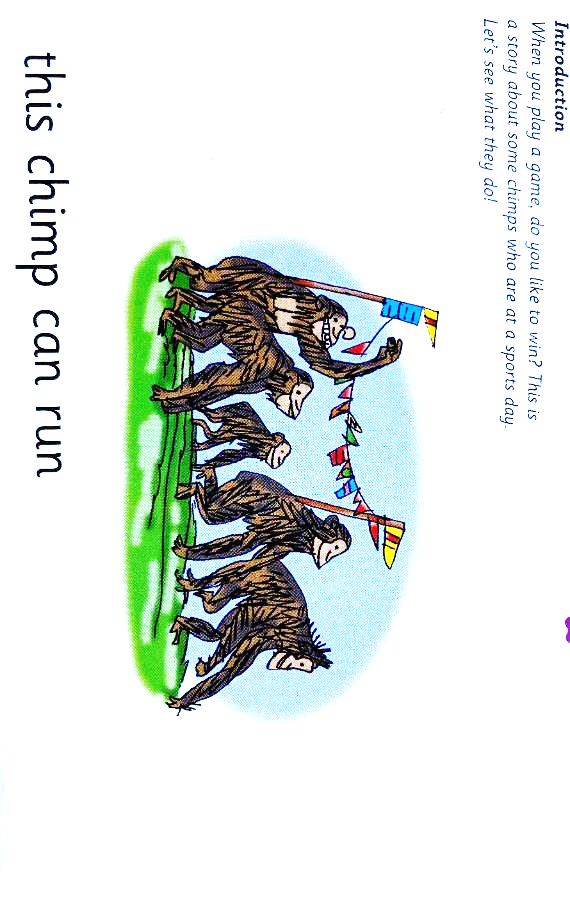 Introduction
When you play a game, do you like to win? This is
a story about some chimps who are at a sports day.
Let's see what they do!
this chimp can run